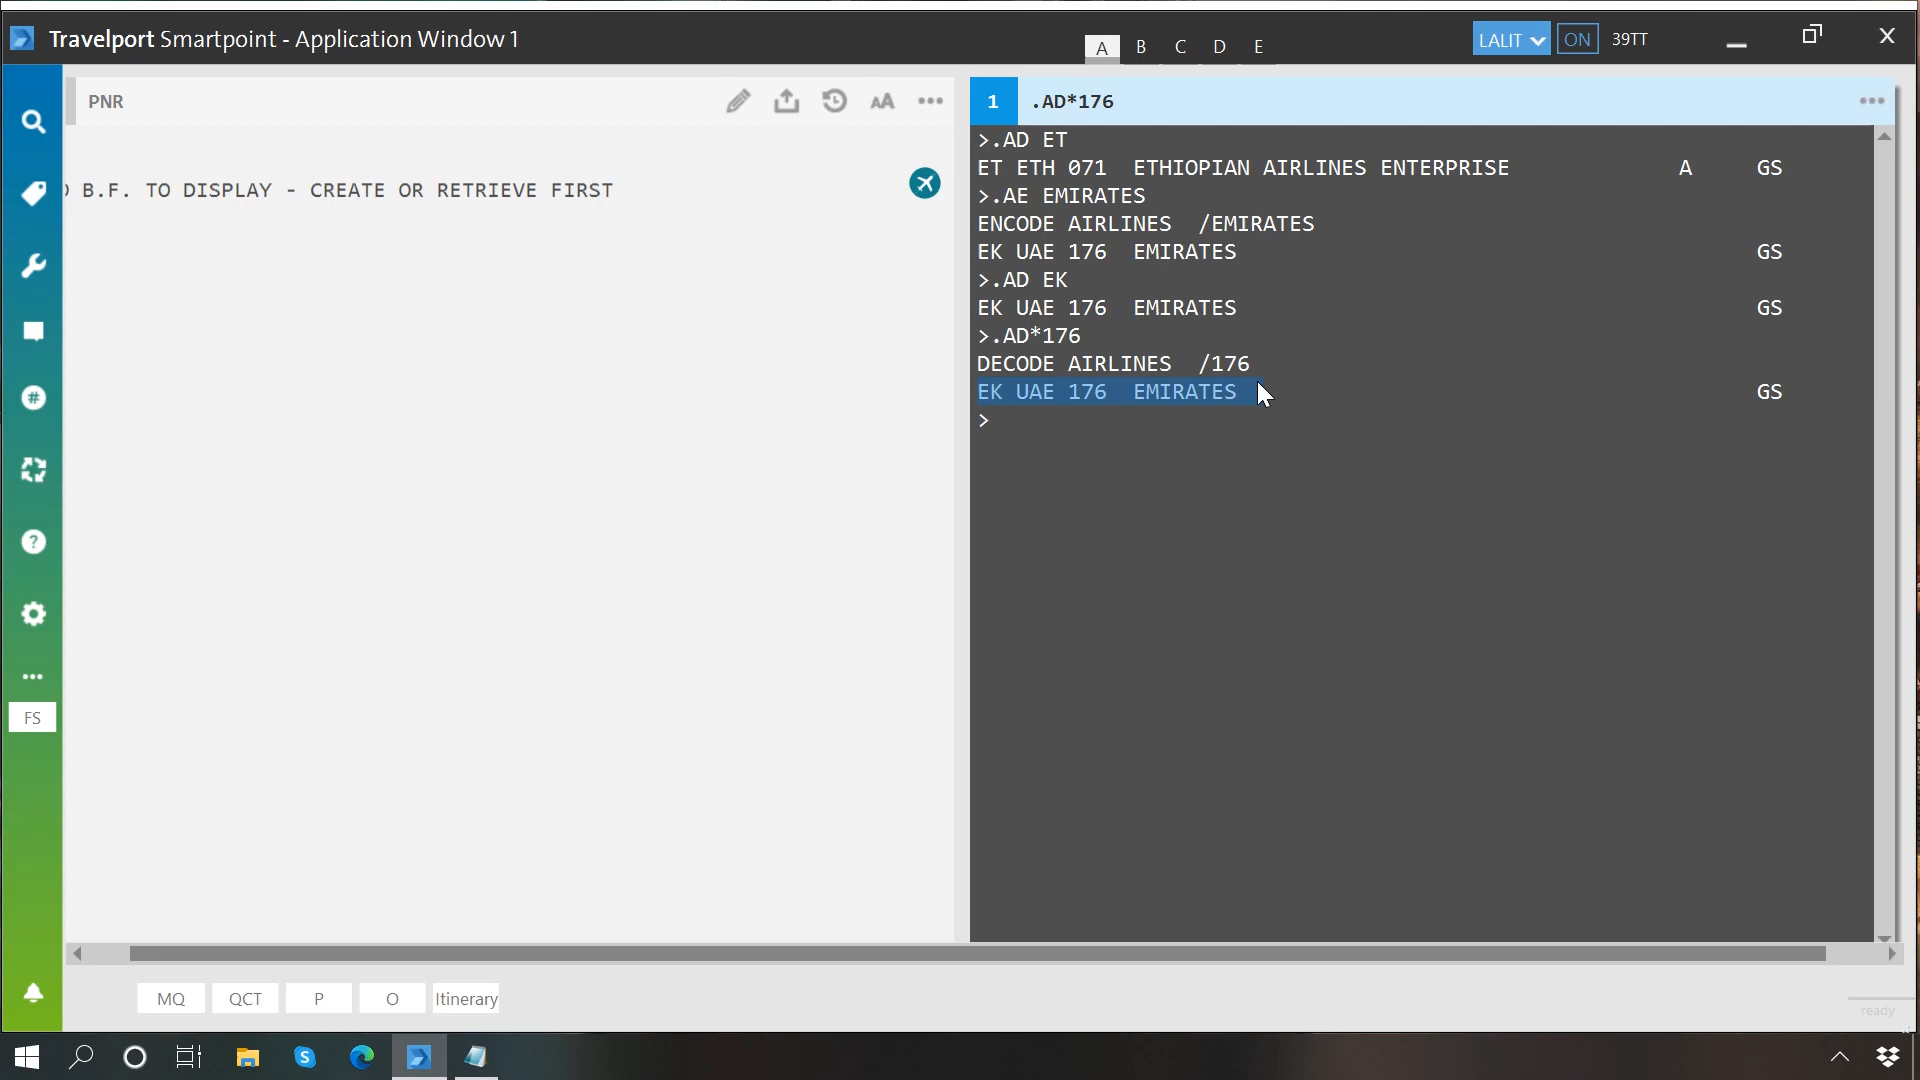 Travelport Smartpoint - Application Window 1
A B C D E
LALIT ON 39TT
PNR
B.F. TO DISPLAY - CREATE OR RETRIEVE FIRST
FS
1 .AD*176
>.AD ET
ET ETH 071 ETHIOPIAN AIRLINES ENTERPRISE A GS
>.AE EMIRATES
ENCODE AIRLINES /EMIRATES
EK UAE 176 EMIRATES GS
>.AD EK
EK UAE 176 EMIRATES GS
>.AD*176
DECODE AIRLINES /176
EK UAE 176 EMIRATES GS
>
MQ QCT P O Itinerary
ready